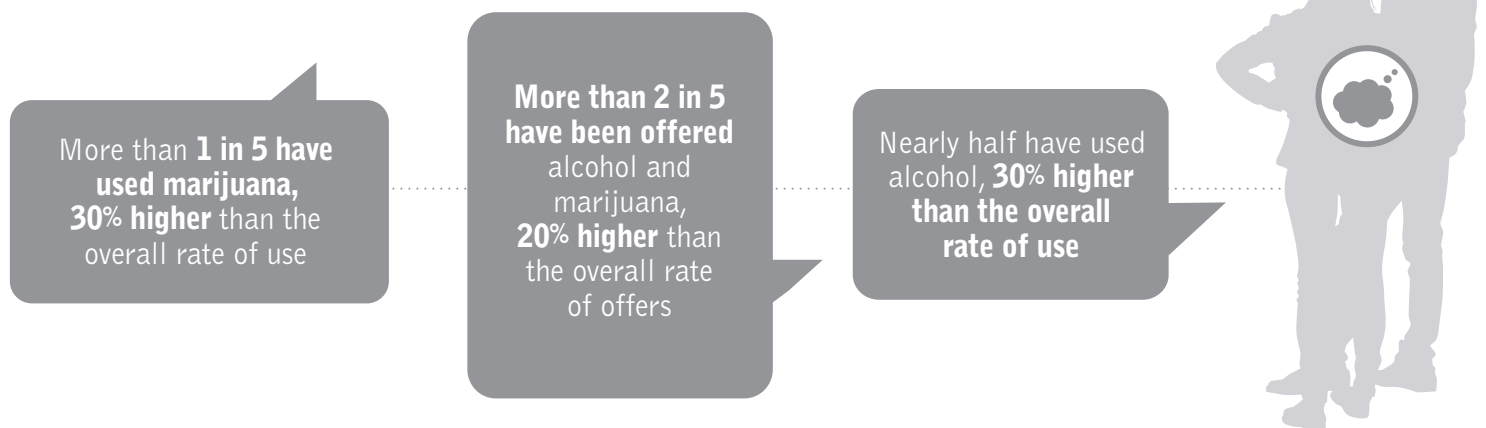 More than 1 in 5 have
used marijuana,
30% higher than the
overall rate of use
More than 2 in 5
have been offered
alcohol and
marijuana,
20% higher than
the overall rate
of offers
Nearly half have used
alcohol, 30% higher
than the overall
rate of use